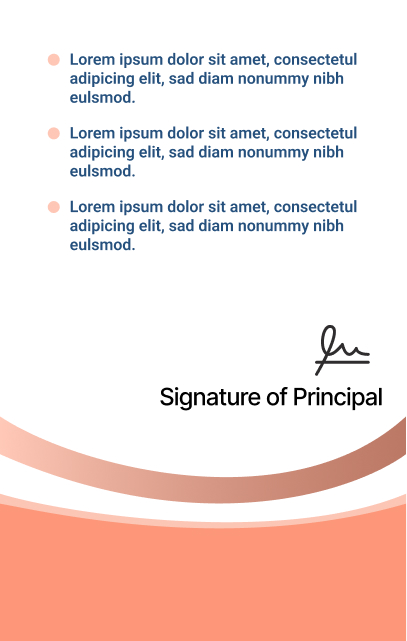 Lorem ipsum dolor sit amet, consectetul
adipicing elit, sad diam nonummy nibh
eulsmod.
Lorem ipsum dolor sit amet, consectetul
adipicing elit, sad diam nonummy nibh
eulsmod.
Lorem ipsum dolor sit amet, consectetul
adipicing elit, sad diam nonummy nibh
eulsmod.
Signature of Principal